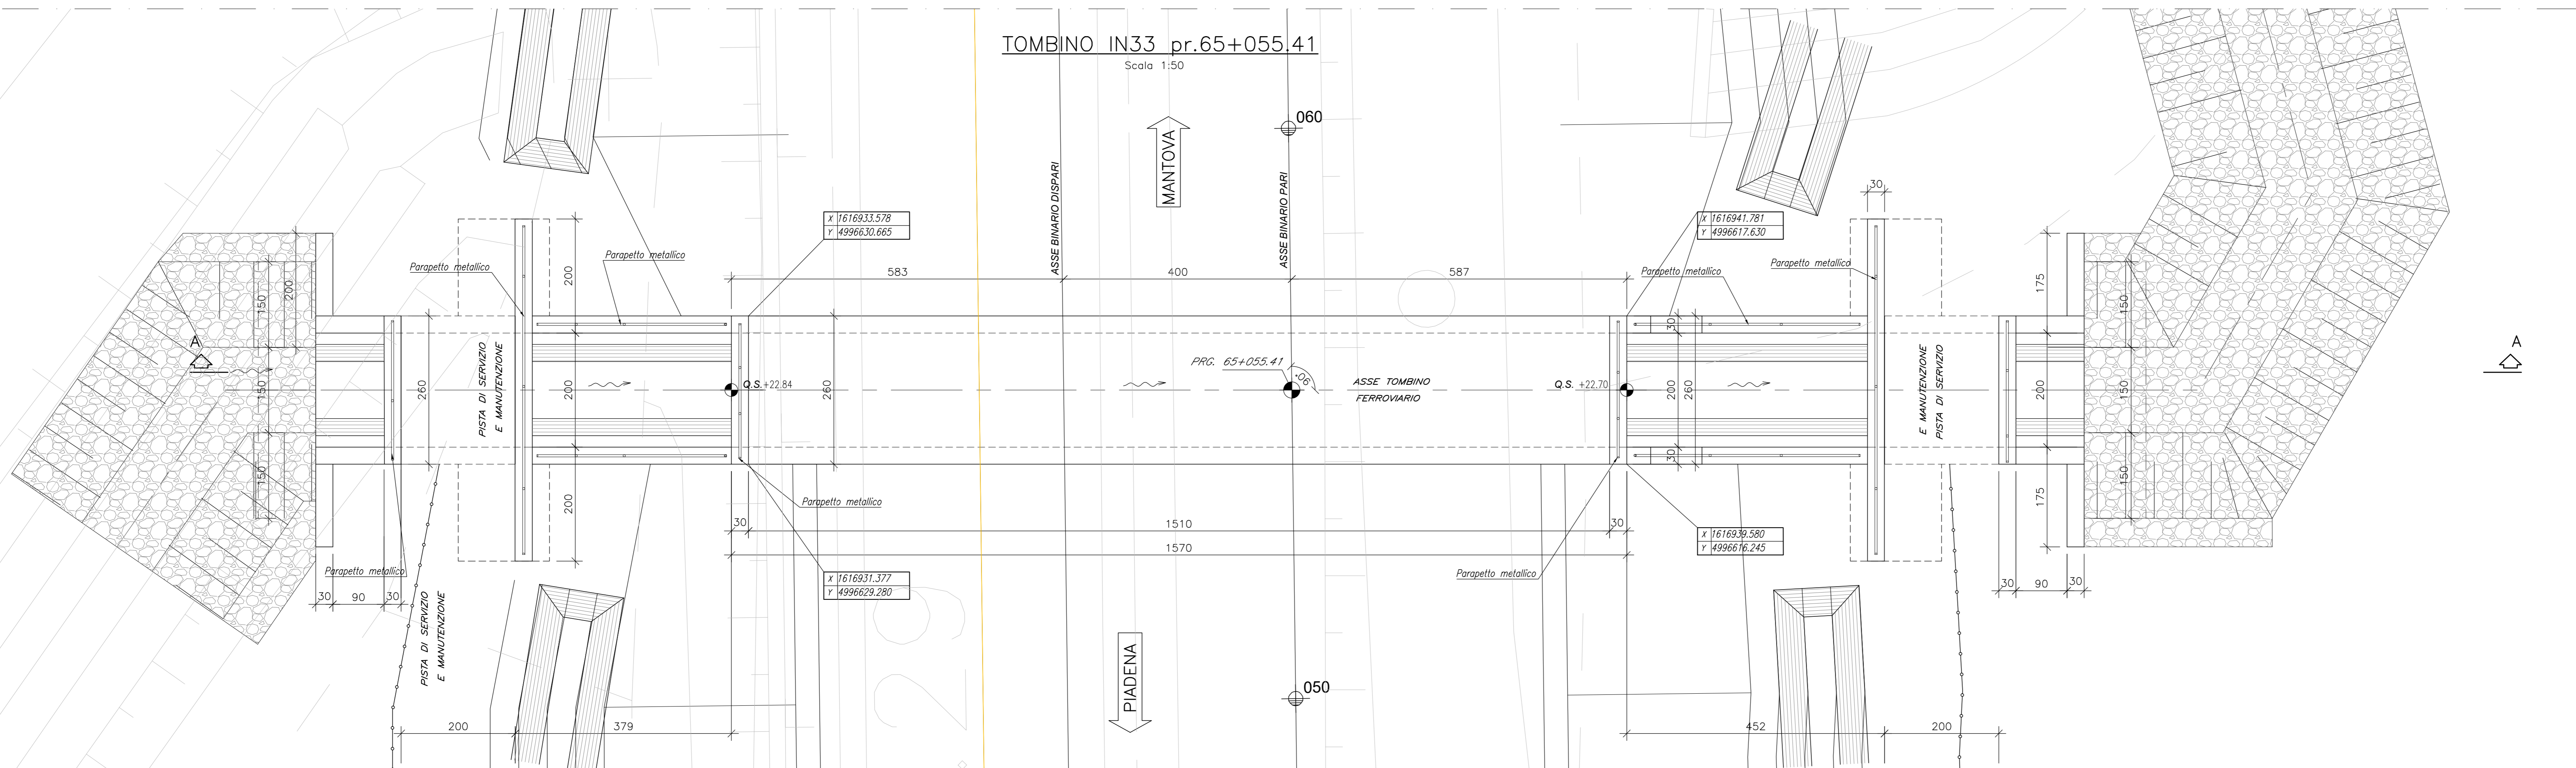 TOMBINO IN33 pr.65+055.41
Scala 1:50
MANTOVA
060
ASSE BINARIO DISPARI
ASSE BINARIO PARI
X 1616933.578
Y 4996630.665
X 1616941.781
Y 4996617.630
30
Parapetto metallico
Parapetto metallico
Parapetto metallico
Parapetto metallico
583
400
587
200
200
150
150
150
A
260
PISTA DI SERVIZIO
E MANUTENZIONE
200
200
Q.S.+22.84
260
PRG. 65+055.41
90°
ASSE TOMBINO
FERROVIARIO
Q.S. +22.70
30
200
260
30
E MANUTENZIONE
PISTA DI SERVIZIO
175
200
175
150
150
150
A
Parapetto metallico
30
1510
30
1570
X 1616939.580
Y 4996616.245
X 1616931.377
Y 4996629.280
Parapetto metallico
Parapetto metallico
30
90
30
30
90
30
PISTA DI SERVIZIO
E MANUTENZIONE
PIADENA
050
200
379
452
200